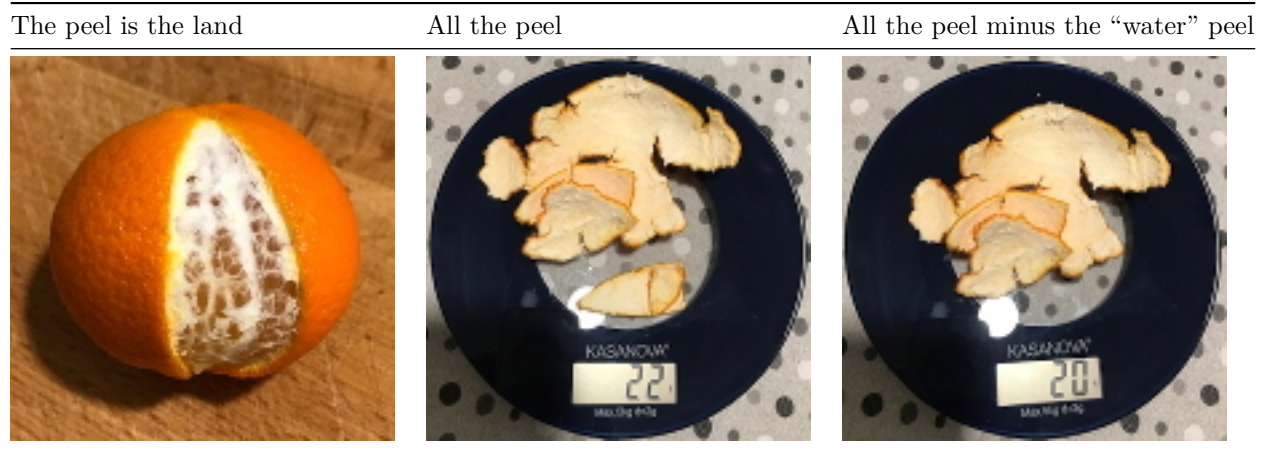 The peel is the land
All the peel
All the peel minus the “water” peel
KASANOVA
22
KASANOVA
20